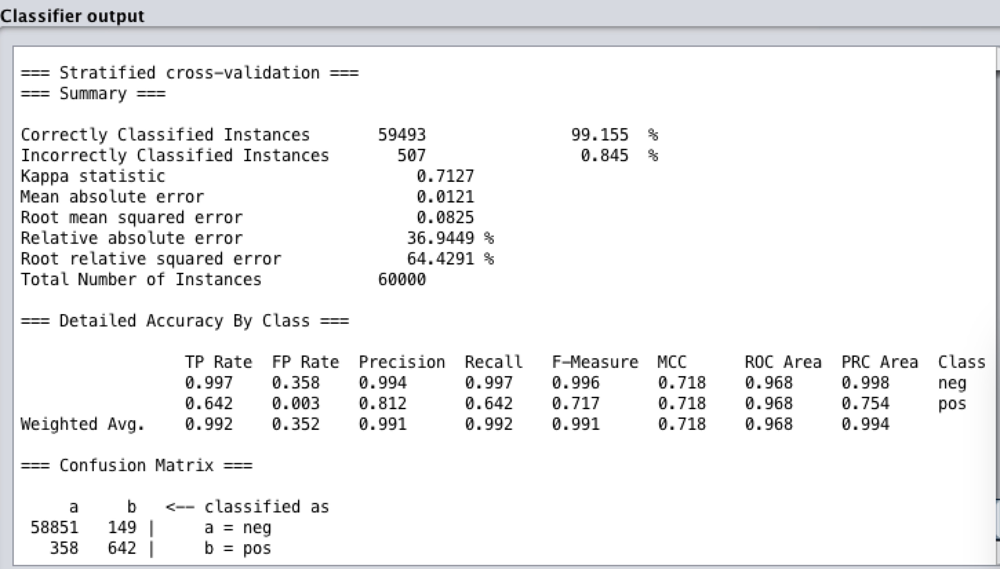 Classifier output
=== Stratified cross-validation ===
=== Summary ===
Correctly Classified Instances       59493               99.155  %
Incorrectly Classified Instances       507                0.845  %
Kappa statistic                          0.7127
Mean absolute error                      0.0121
Root mean squared error                  0.0825
Relative absolute error                 36.9449 %
Root relative squared error             64.4291 %
Total Number of Instances            60000
=== Detailed Accuracy By Class ===
                 TP Rate  FP Rate  Precision  Recall   F-Measure  MCC      ROC Area  PRC Area  Class
                 0.997    0.358    0.994      0.997    0.996      0.718    0.968     0.998     neg
                 0.642    0.003    0.812      0.642    0.717      0.718    0.968     0.754     pos
Weighted Avg.    0.992    0.352    0.991      0.992    0.991      0.718    0.968     0.994
=== Confusion Matrix ===
     a     b   <-- classified as
 58851   149 |     a = neg
   358   642 |     b = pos